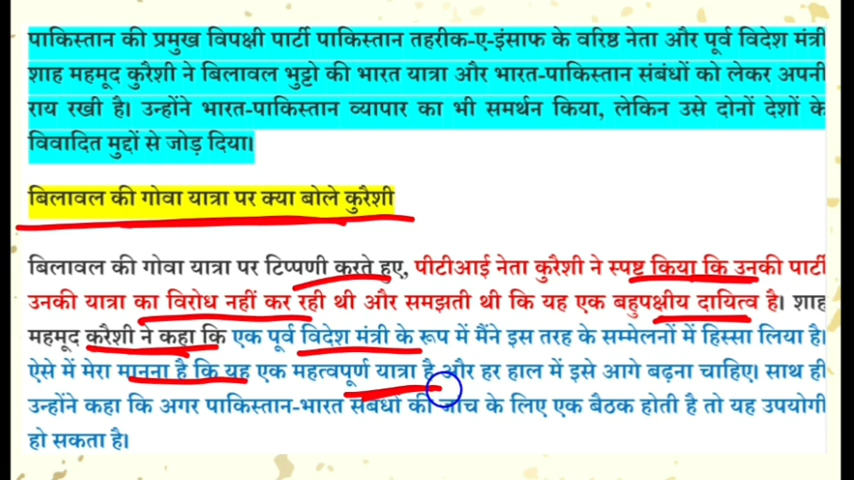 पाकिस्तान की प्रमुख विपक्षी पार्टी पाकिस्तान तहरीक-ए-इंसाफ के वरिष्ठ नेता और पूर्व विदेश मंत्री
शाह महमूद कुरैशी ने बिलावल भुट्टो की भारत यात्रा और भारत-पाकिस्तान संबंधों को लेकर अपनी
राय रखी है। उन्होंने भारत-पाकिस्तान व्यापार का भी समर्थन किया, लेकिन उसे दोनों देशों के
विवादित मुद्दों से जोड़ दिया।
बिलावल की गोवा यात्रा पर क्या बोले कुरैशी
बिलावल की गोवा यात्रा पर टिप्पणी करते हुए, पीटीआई नेता कुरैशी ने स्पष्ट किया कि उनकी पार्टी
उनकी यात्रा का विरोध नहीं कर रही थी और समझती थी कि यह एक बहुपक्षीय दायित्व है। शाह
महमूद कुरैशी ने कहा कि एक पूर्व विदेश मंत्री के रूप में मैंने इस तरह के सम्मेलनों में हिस्सा लिया है।
ऐसे में मेरा मानना है कि यह एक महत्वपूर्ण यात्रा है और हर हाल में इसे आगे बढ़ना चाहिए। साथ ही
उन्होंने कहा कि अगर पाकिस्तान-भारत संबंधों की जांच के लिए एक बैठक होती है तो यह उपयोगी
हो सकता है।